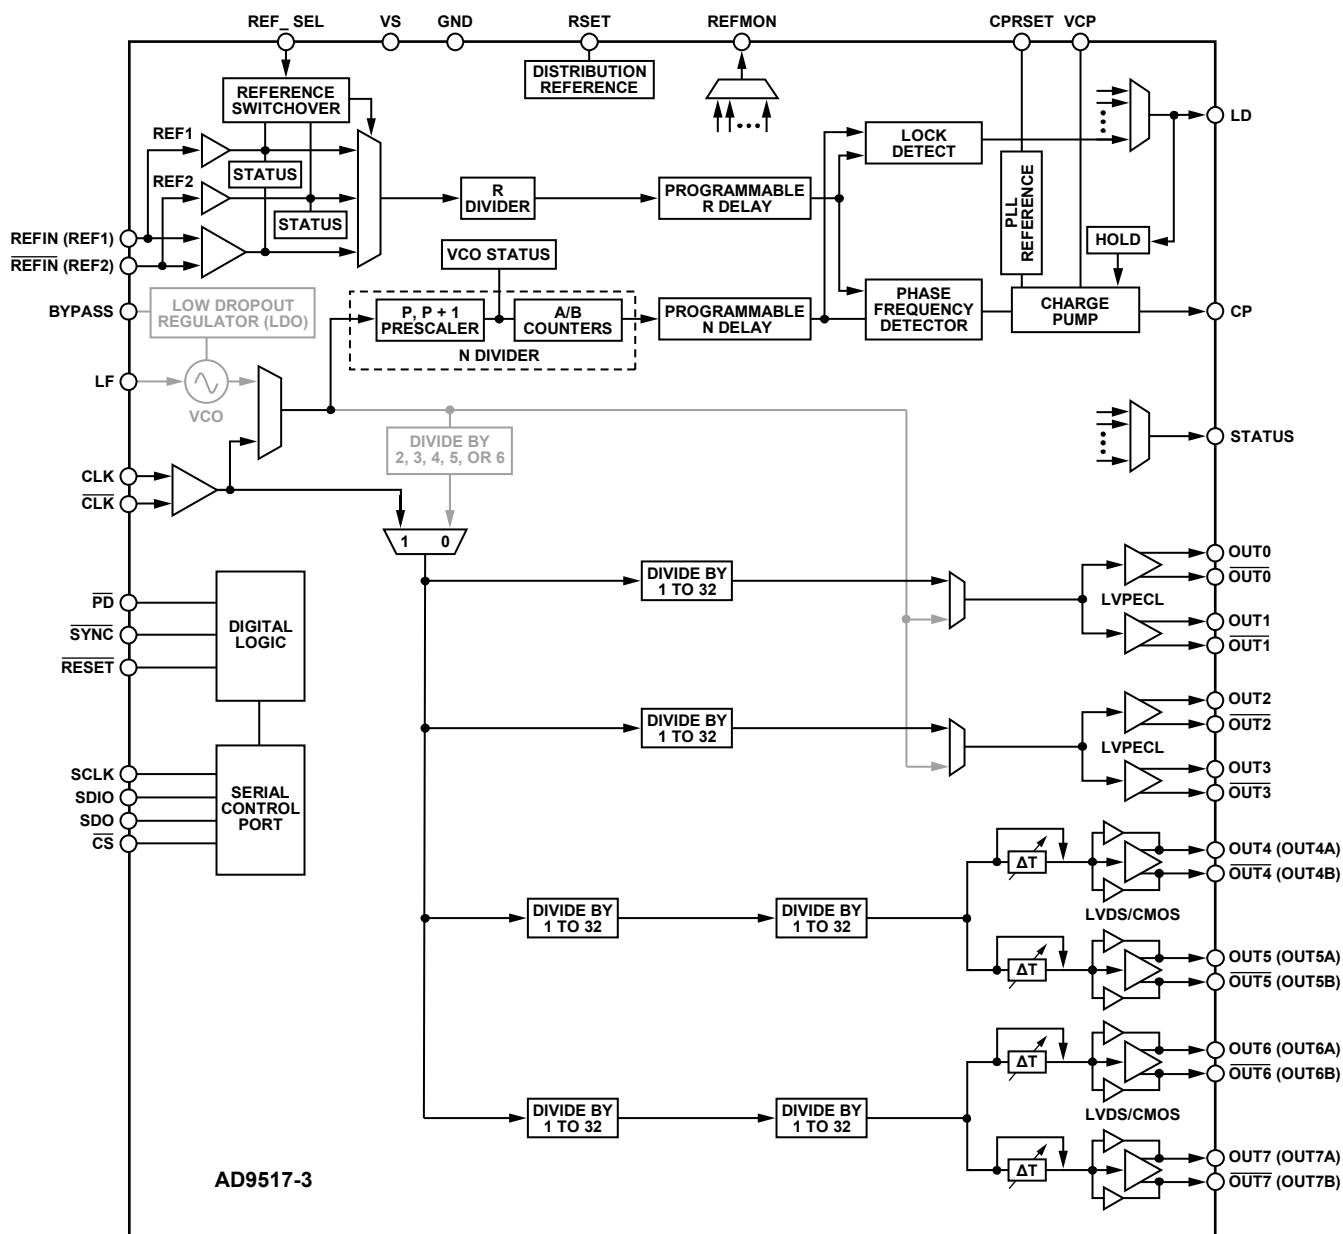 REF_SEL
VS
GND
RSET
REFMON
CPRSET
VCP
DISTRIBUTION
REFERENCE
REFERENCE
SWITCHOVER
REF1
STATUS
REF2
STATUS
REFIN (REF1)
REFIN (REF2)
BYPASS
LF
LOW DROPOUT
REGULATOR (LDO)
VCO
R
DIVIDER
PROGRAMMABLE
R DELAY
VCO STATUS
P, P + 1
PRESCALER
A/B
COUNTERS
N DIVIDER
PROGRAMMABLE
N DELAY
LOCK
DETECT
PHASE
FREQUENCY
DETECTOR
PLL
REFERENCE
HOLD
CHARGE
PUMP
LD
CP
STATUS
DIVIDE BY
2, 3, 4, 5, OR 6
CLK
CLK
1 0
PD
SYNC
RESET
DIGITAL
LOGIC
SCLK
SDIO
SDO
CS
SERIAL
CONTROL
PORT
DIVIDE BY
1 TO 32
LVPECL
OUT0
OUT0
OUT1
OUT1
DIVIDE BY
1 TO 32
LVPECL
OUT2
OUT2
OUT3
OUT3
DIVIDE BY
1 TO 32
DIVIDE BY
1 TO 32
ΔT
ΔT
LVDS/CMOS
OUT4 (OUT4A)
OUT4 (OUT4B)
OUT5 (OUT5A)
OUT5 (OUT5B)
DIVIDE BY
1 TO 32
DIVIDE BY
1 TO 32
ΔT
ΔT
LVDS/CMOS
OUT6 (OUT6A)
OUT6 (OUT6B)
OUT7 (OUT7A)
OUT7 (OUT7B)
AD9517-3